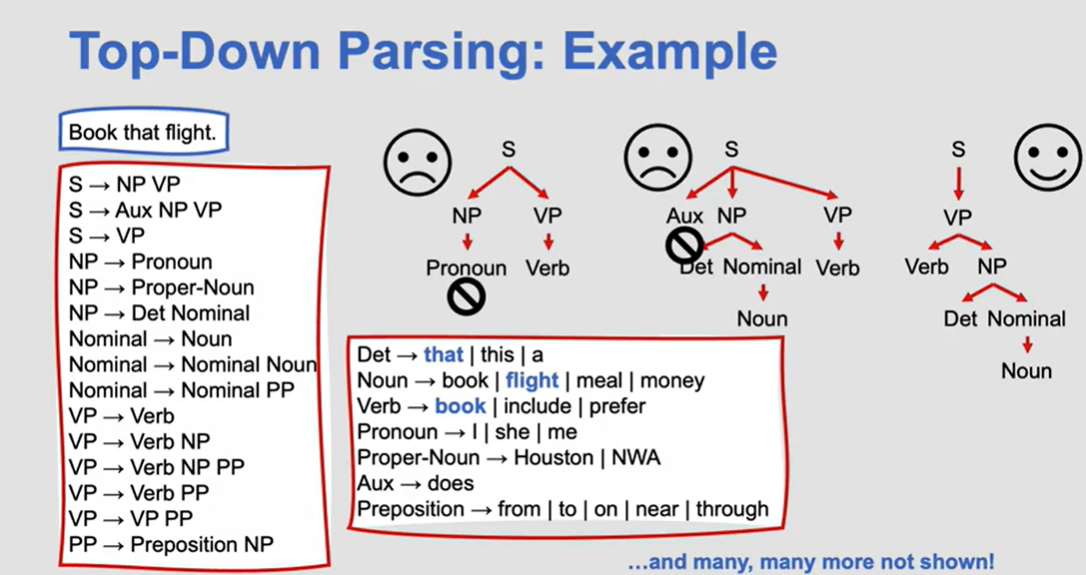 Top-Down Parsing: Example
Book that flight.
S → NP VP
S → Aux NP VP
S → VP
NP → Pronoun
NP → Proper-Noun
NP → Det Nominal
Nominal → Noun
Nominal → Nominal Noun
Nominal → Nominal PP
VP → Verb
VP → Verb NP
VP → Verb NP PP
VP → Verb PP
VP → VP PP
PP → Preposition NP
S
NP VP
Pronoun Verb
S
Aux NP VP
Det Nominal Verb
Noun
S
VP
Verb NP
Det Nominal
Noun
Det → that | this | a
Noun → book | flight | meal | money
Verb → book | include | prefer
Pronoun → I | she | me
Proper-Noun → Houston | NWA
Aux → does
Preposition → from | to | on | near | through
...and many, many more not shown!